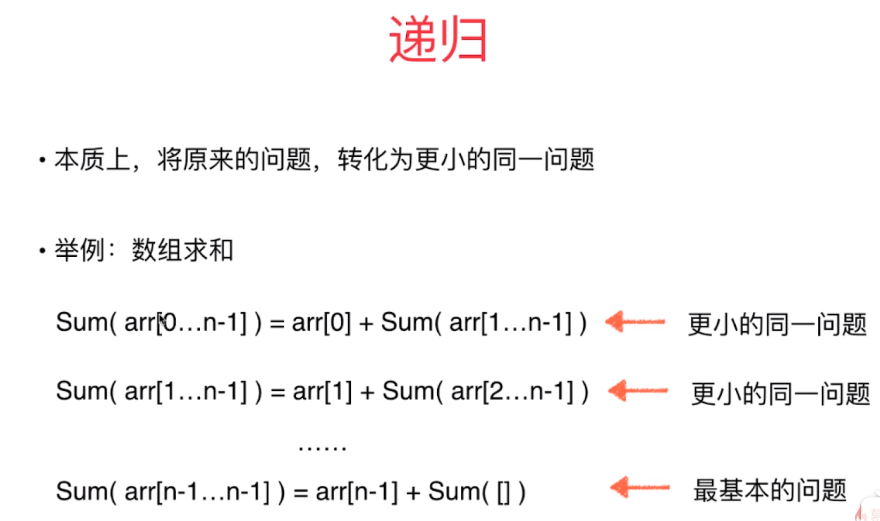 递归
• 本质上，将原来的问题，转化为更小的同一问题
• 举例：数组求和
Sum( arr[0…n-1] ) = arr[0] + Sum( arr[1…n-1] ) 更小的同一问题
Sum( arr[1…n-1] ) = arr[1] + Sum( arr[2…n-1] ) 更小的同一问题
……
Sum( arr[n-1…n-1] ) = arr[n-1] + Sum( [] ) 最基本的问题